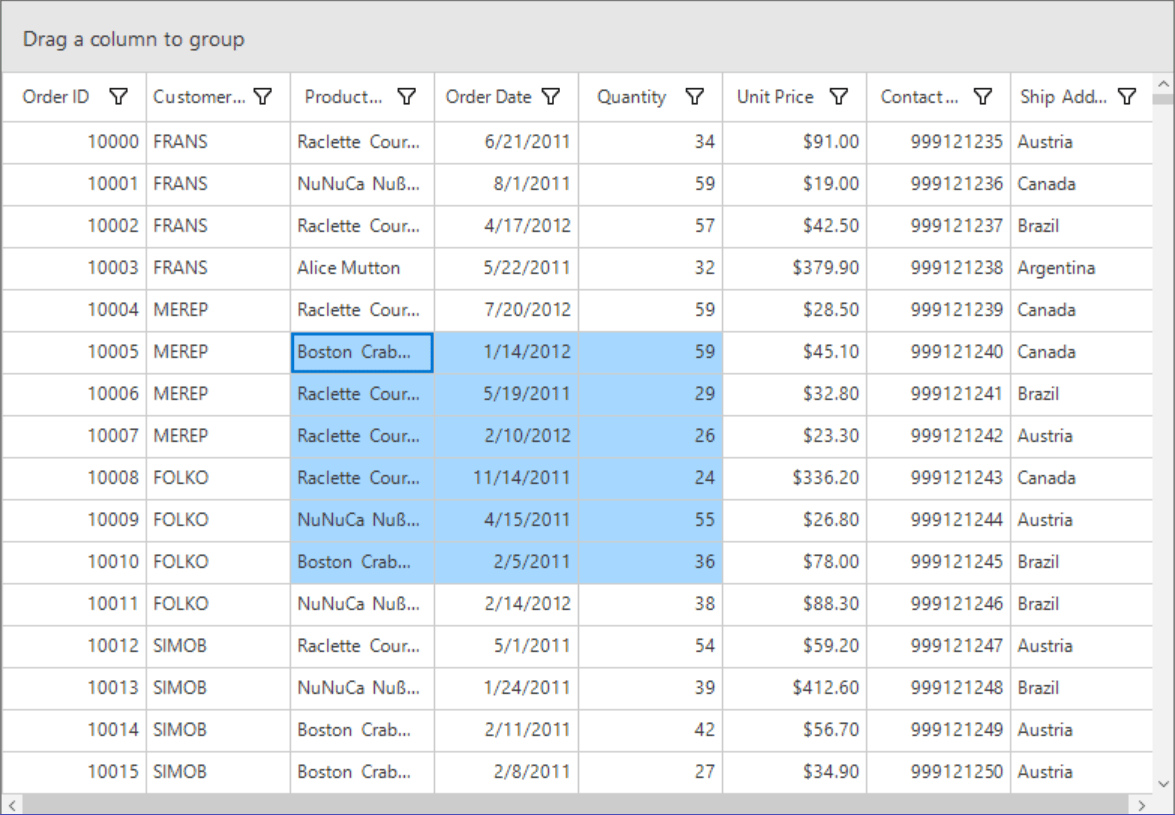 Drag a column to group
Order ID Customer... Product... Order Date Quantity Unit Price Contact... Ship Add...
10000 FRANS Raclette Cour... 6/21/2011 34 $91.00 999121235 Austria
10001 FRANS NuNuCa Nuß... 8/1/2011 59 $19.00 999121236 Canada
10002 FRANS Raclette Cour... 4/17/2012 57 $42.50 999121237 Brazil
10003 FRANS Alice Mutton 5/22/2011 32 $379.90 999121238 Argentina
10004 MEREP Raclette Cour... 7/20/2012 59 $28.50 999121239 Canada
10005 MEREP Boston Crab... 1/14/2012 59 $45.10 999121240 Canada
10006 MEREP Raclette Cour... 5/19/2011 29 $32.80 999121241 Brazil
10007 MEREP Raclette Cour... 2/10/2012 26 $23.30 999121242 Austria
10008 FOLKO Raclette Cour... 11/14/2011 24 $336.20 999121243 Canada
10009 FOLKO NuNuCa Nuß... 4/15/2011 55 $26.80 999121244 Austria
10010 FOLKO Boston Crab... 2/5/2011 36 $78.00 999121245 Brazil
10011 FOLKO NuNuCa Nuß... 2/14/2012 38 $88.30 999121246 Brazil
10012 SIMOB Raclette Cour... 5/1/2011 54 $59.20 999121247 Austria
10013 SIMOB NuNuCa Nuß... 1/24/2011 39 $412.60 999121248 Brazil
10014 SIMOB Boston Crab... 2/11/2011 42 $56.70 999121249 Austria
10015 SIMOB Boston Crab... 2/8/2011 27 $34.90 999121250 Austria